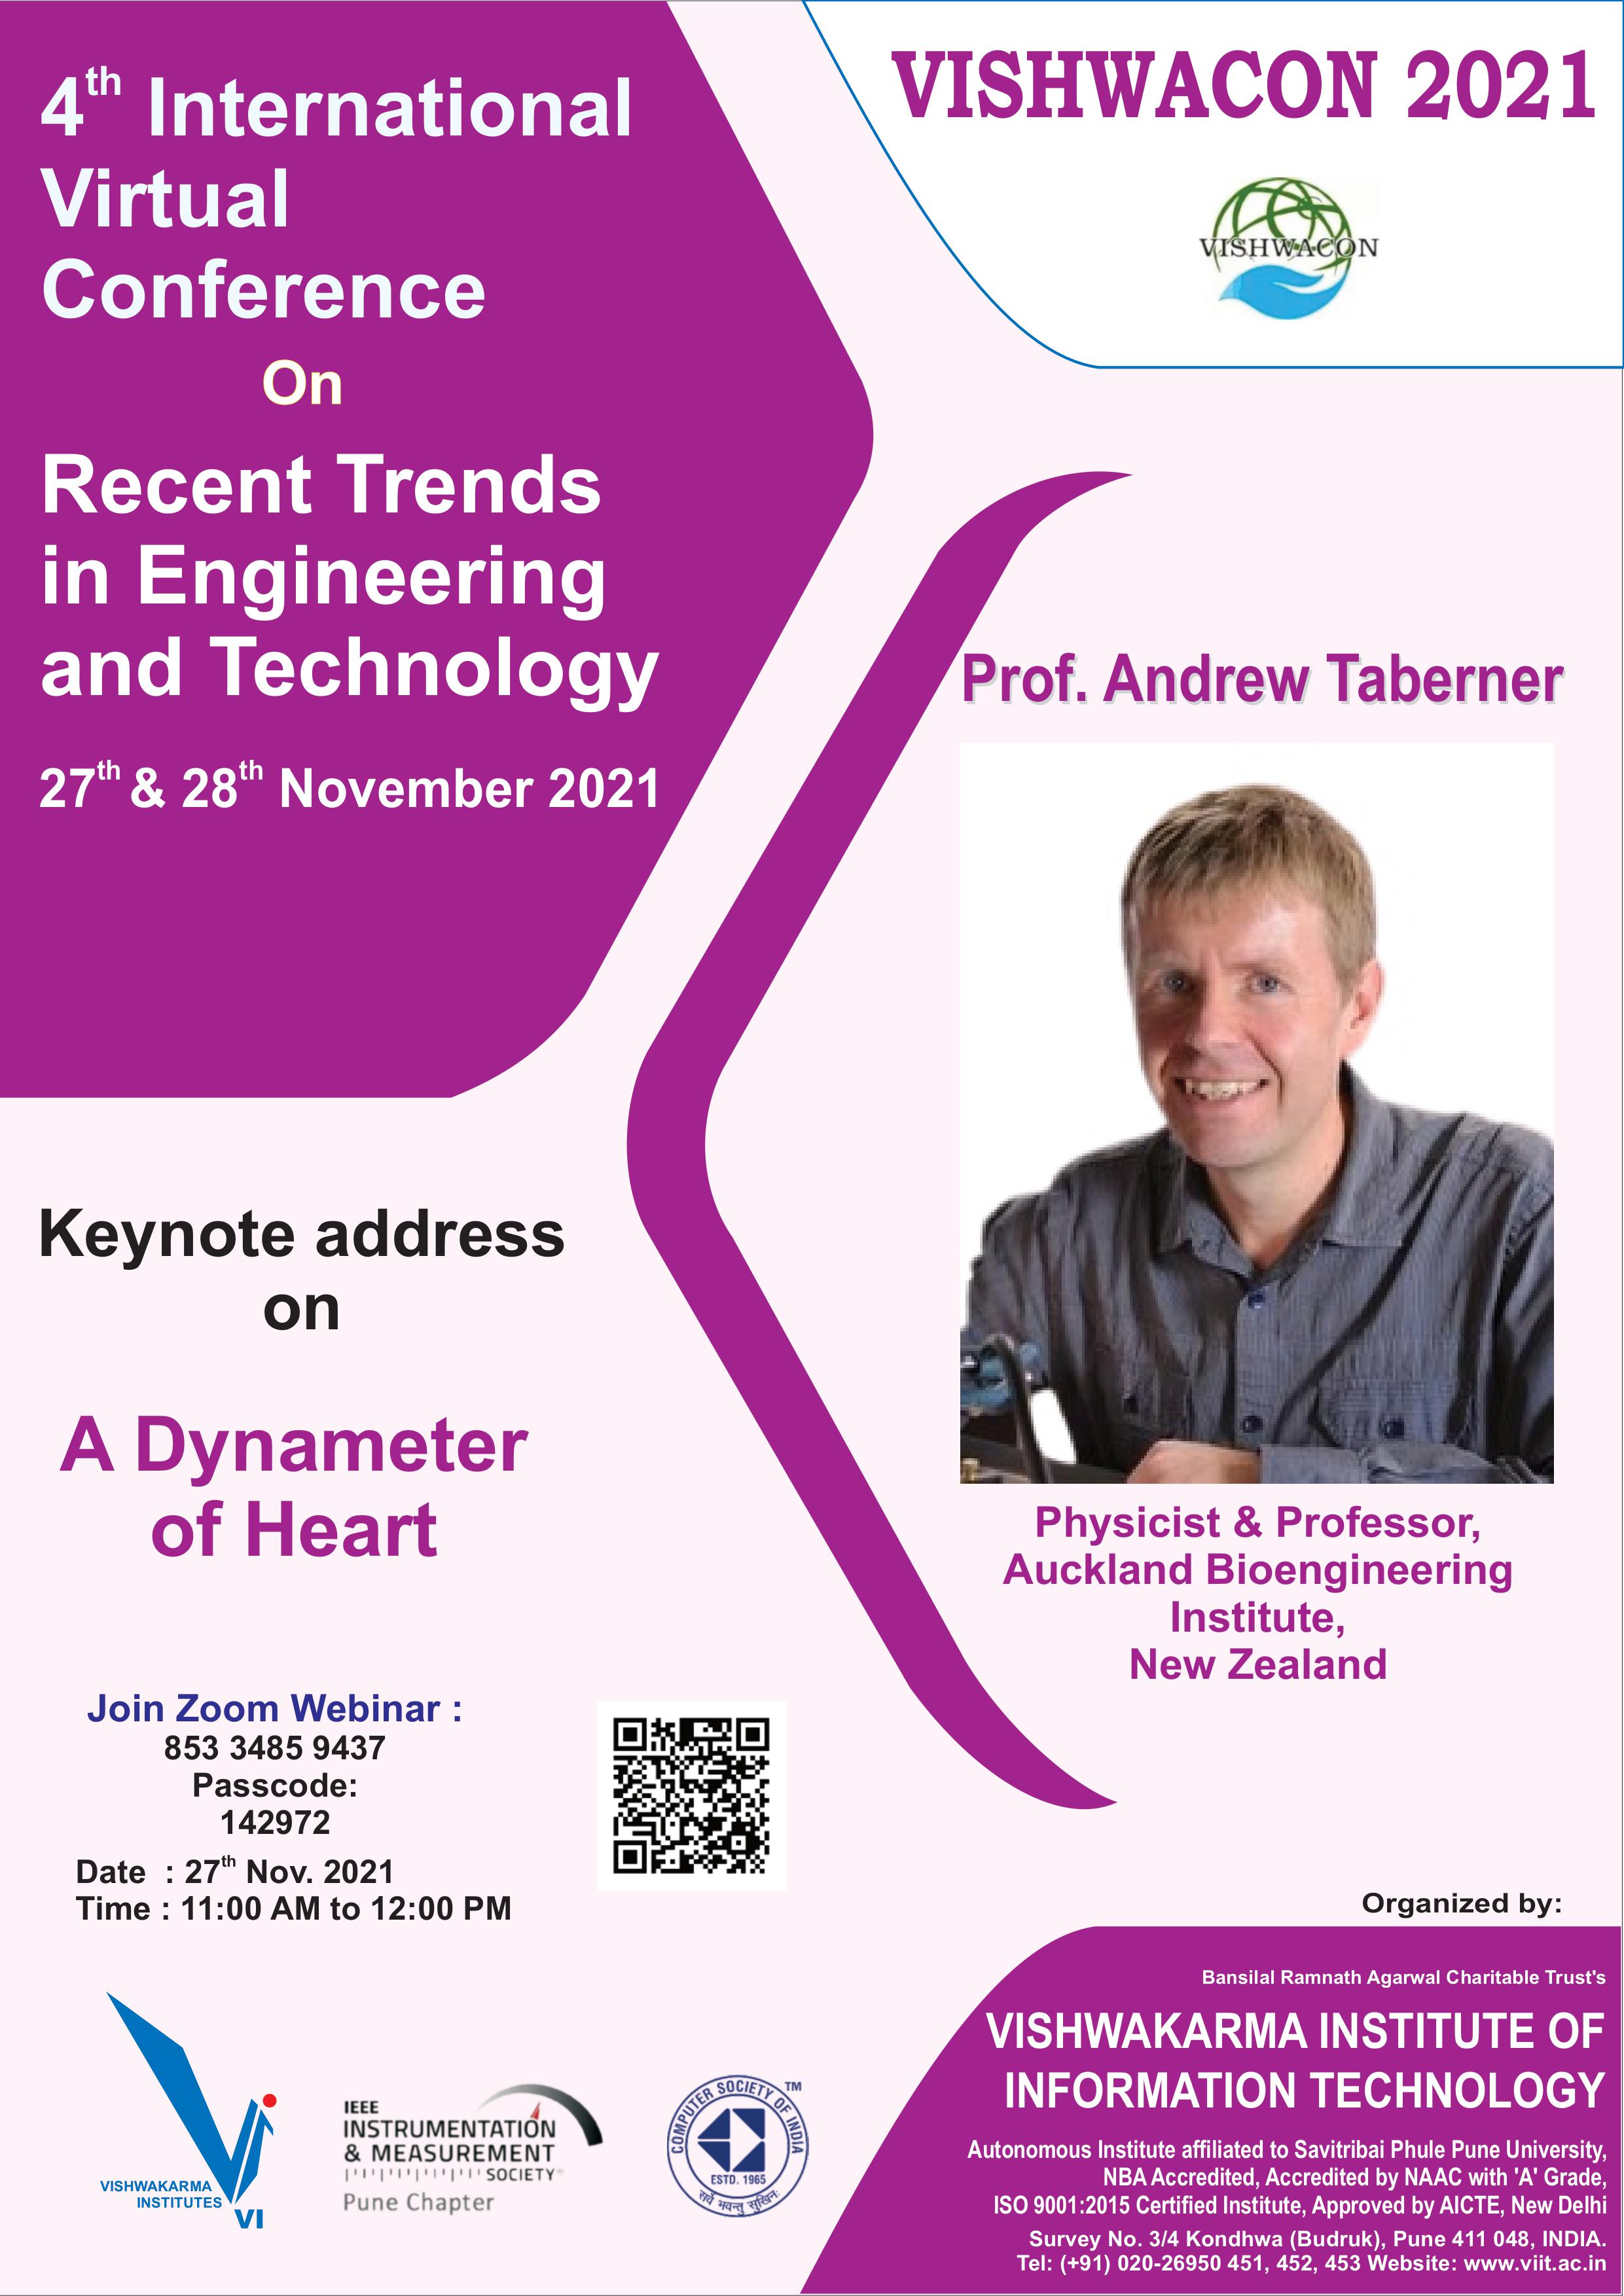 4th International
Virtual
Conference
On
Recent Trends
in Engineering
and Technology
27th & 28th November 2021
VISHWACON 2021
VISHWACON
Prof. Andrew Taberner
Physicist & Professor,
Auckland Bioengineering
Institute,
New Zealand
Keynote address
on
A Dynameter
of Heart
Join Zoom Webinar :
853 3485 9437
Passcode:
142972
Date : 27th Nov. 2021
Time : 11:00 AM to 12:00 PM
VISHWAKARMA
INSTITUTES
VI
IEEE
INSTRUMENTATION
& MEASUREMENT
SOCIETY
Pune Chapter
COMPUTER SOCIETY OF INDIA
TM
ESTD. 1965
सर्वे भवन्तु सुखिनः
Organized by:
Bansilal Ramnath Agarwal Charitable Trust's
VISHWAKARMA INSTITUTE OF
INFORMATION TECHNOLOGY
Autonomous Institute affiliated to Savitribai Phule Pune University,
NBA Accredited, Accredited by NAAC with 'A' Grade,
ISO 9001:2015 Certified Institute, Approved by AICTE, New Delhi
Survey No. 3/4 Kondhwa (Budruk), Pune 411 048, INDIA.
Tel: (+91) 020-26950 451, 452, 453 Website: www.viit.ac.in